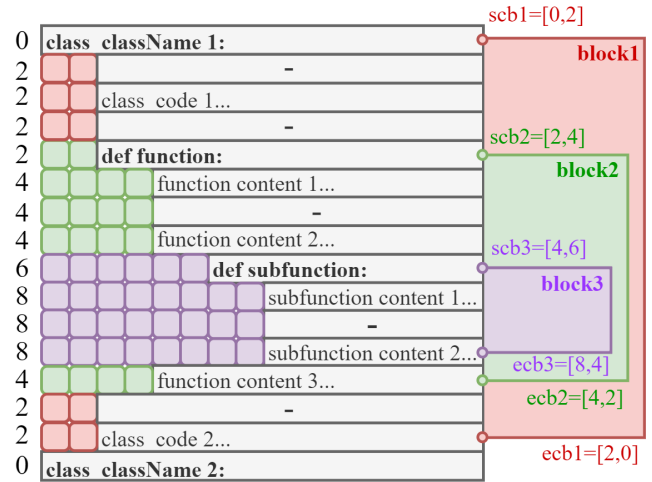 scb1=[0,2]
0 class className 1: block1
2 -
2 class code 1...
2 -
scb2=[2,4]
2 def function: block2
4 function content 1...
4 -
4 function content 2...
scb3=[4,6]
6 def subfunction: block3
8 subfunction content 1...
8 -
8 subfunction content 2...
ecb3=[8,4]
4 function content 3...
ecb2=[4,2]
2 -
2 class code 2...
ecb1=[2,0]
0 class className 2: